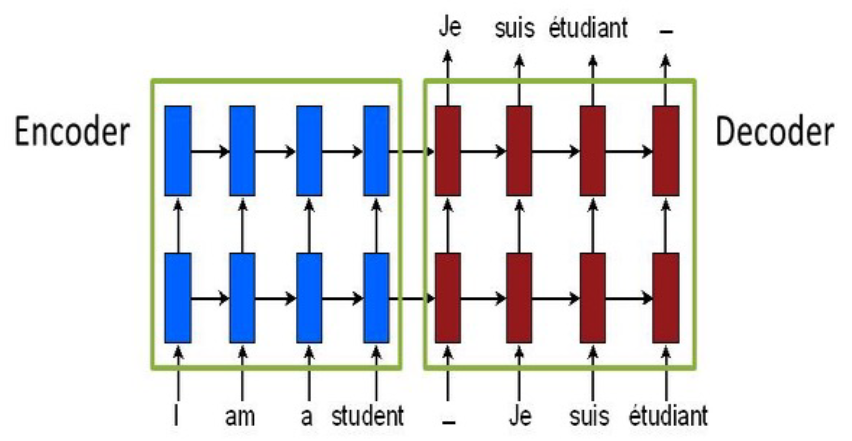 Je suis étudiant –
Encoder
Decoder
I am a student – Je suis étudiant